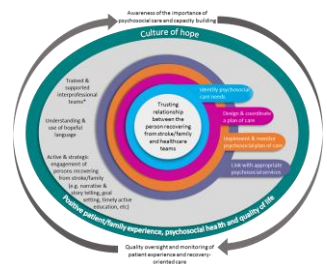 Awareness of the importance of
psychosocial care and capacity building
Culture of hope
Trained &
supported
interprofessional
teams*
Understanding &
use of hopeful
language
Active & strategic
engagement of
persons recovering
from stroke/family
(e.g. narrative &
story telling, goal
setting, timely active
education, etc)
Trusting
relationship
between the
person recovering
from stroke/family
and healthcare
teams
Identify psychosocial
care needs
Design & coordinate
a plan of care
Implement & monitor
psychosocial plan of care
Link with appropriate
psychosocial services
Positive patient/family experience, psychosocial health and quality of life
Quality oversight and monitoring of
patient experience and recovery-
oriented care